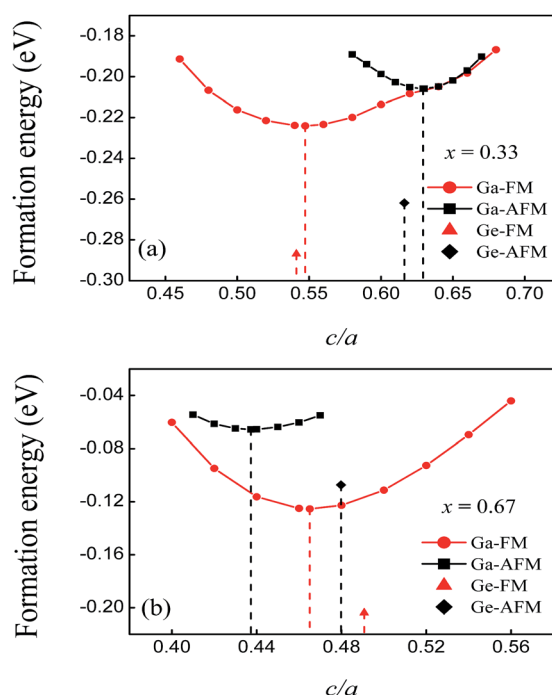 Formation energy (eV)
-0.18
-0.20
-0.22
-0.24
-0.26
-0.28
-0.30
x = 0.33
Ga-FM
Ga-AFM
Ge-FM
Ge-AFM
(a)
0.45 0.50 0.55 0.60 0.65 0.70
c/a
Formation energy (eV)
-0.04
-0.08
-0.12
-0.16
-0.20
x = 0.67
Ga-FM
Ga-AFM
Ge-FM
Ge-AFM
(b)
0.40 0.44 0.48 0.52 0.56
c/a